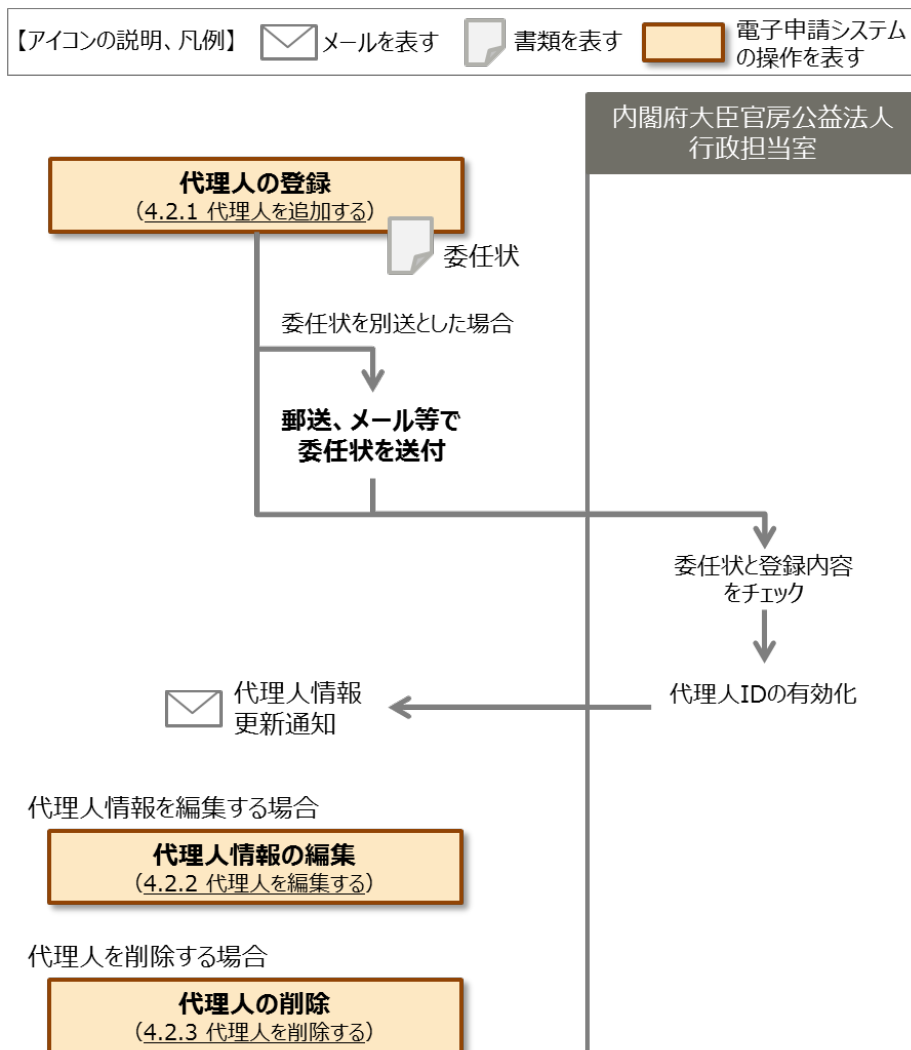 【アイコンの説明、凡例】
メールを表す
書類を表す
電子申請システム
の操作を表す
内閣府大臣官房公益法人
行政担当室
代理人の登録
(4.2.1 代理人を追加する)
委任状
委任状を別送とした場合
郵送、メール等で
委任状を送付
委任状と登録内容
をチェック
代理人IDの有効化
代理人情報
更新通知
代理人情報を編集する場合
代理人情報の編集
(4.2.2 代理人を編集する)
代理人を削除する場合
代理人の削除
(4.2.3 代理人を削除する)